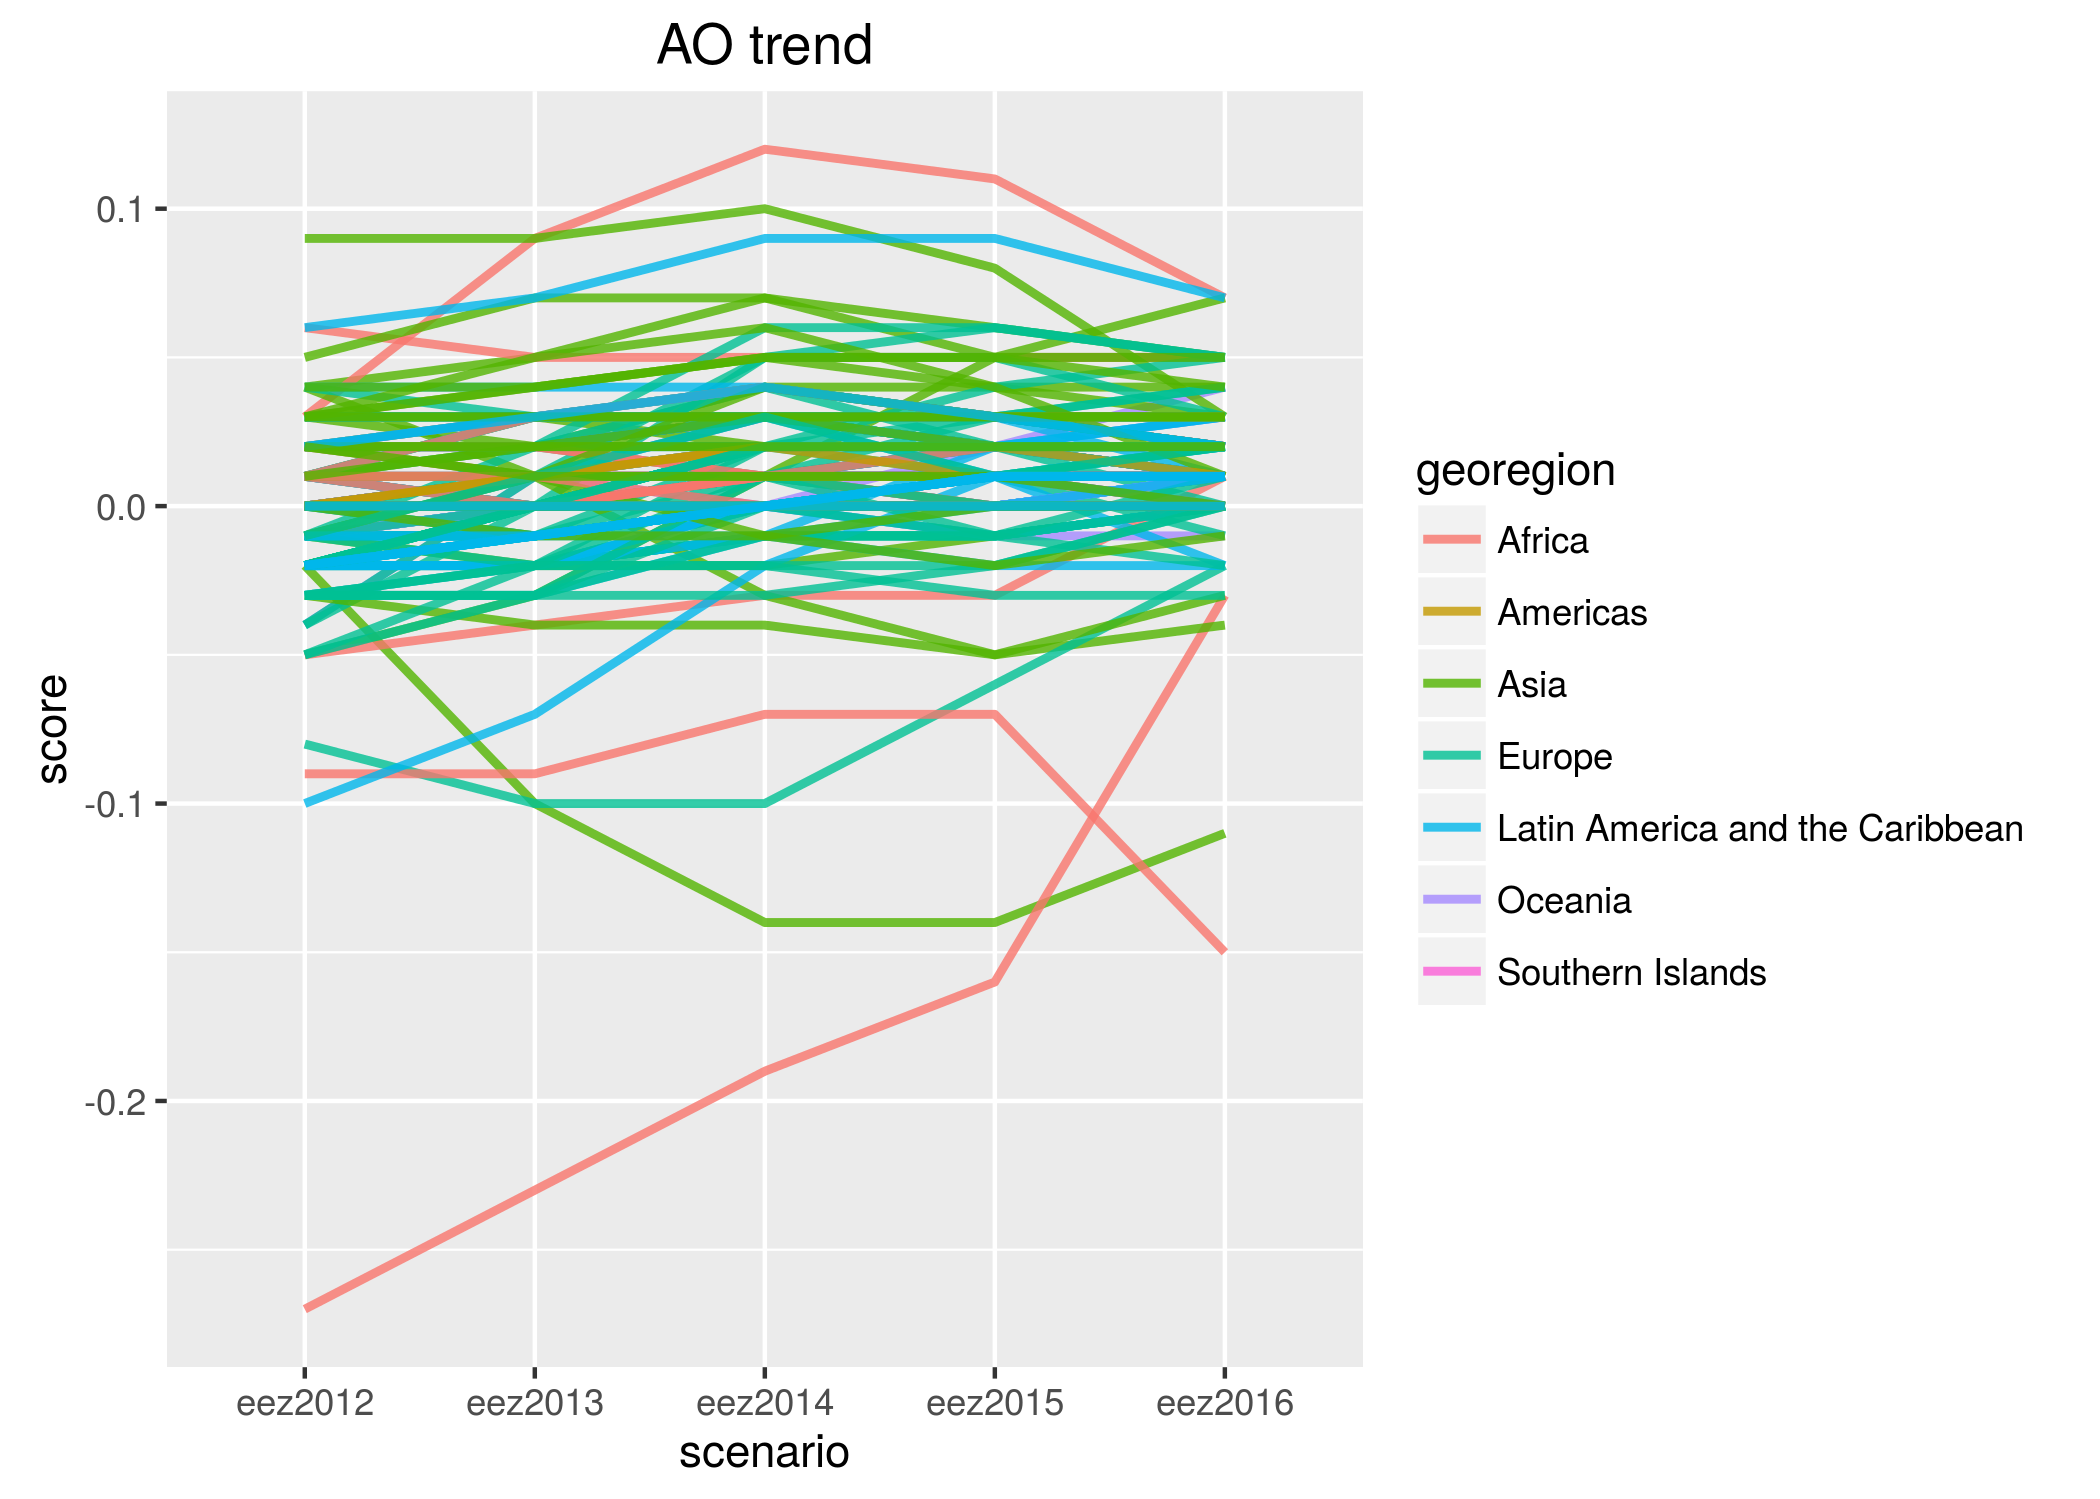 AO trend
score
0.1
0.0
-0.1
-0.2
eez2012 eez2013 eez2014 eez2015 eez2016
scenario
georegion
Africa
Americas
Asia
Europe
Latin America and the Caribbean
Oceania
Southern Islands